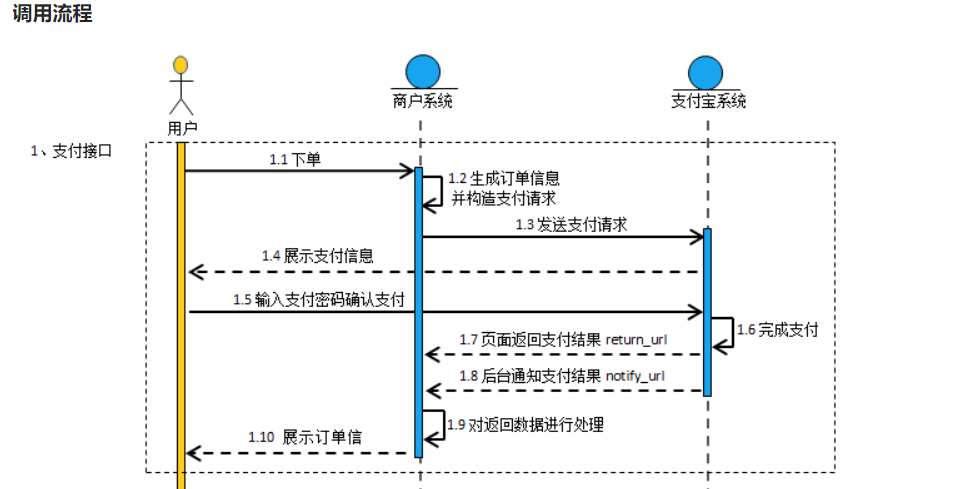 调用流程
用户
商户系统
支付宝系统
1、支付接口
1.1 下单
1.2 生成订单信息
并构造支付请求
1.3 发送支付请求
1.4 展示支付信息
1.5 输入支付密码确认支付
1.6 完成支付
1.7 页面返回支付结果 return_url
1.8 后台通知支付结果 notify_url
1.9 对返回数据进行处理
1.10 展示订单信